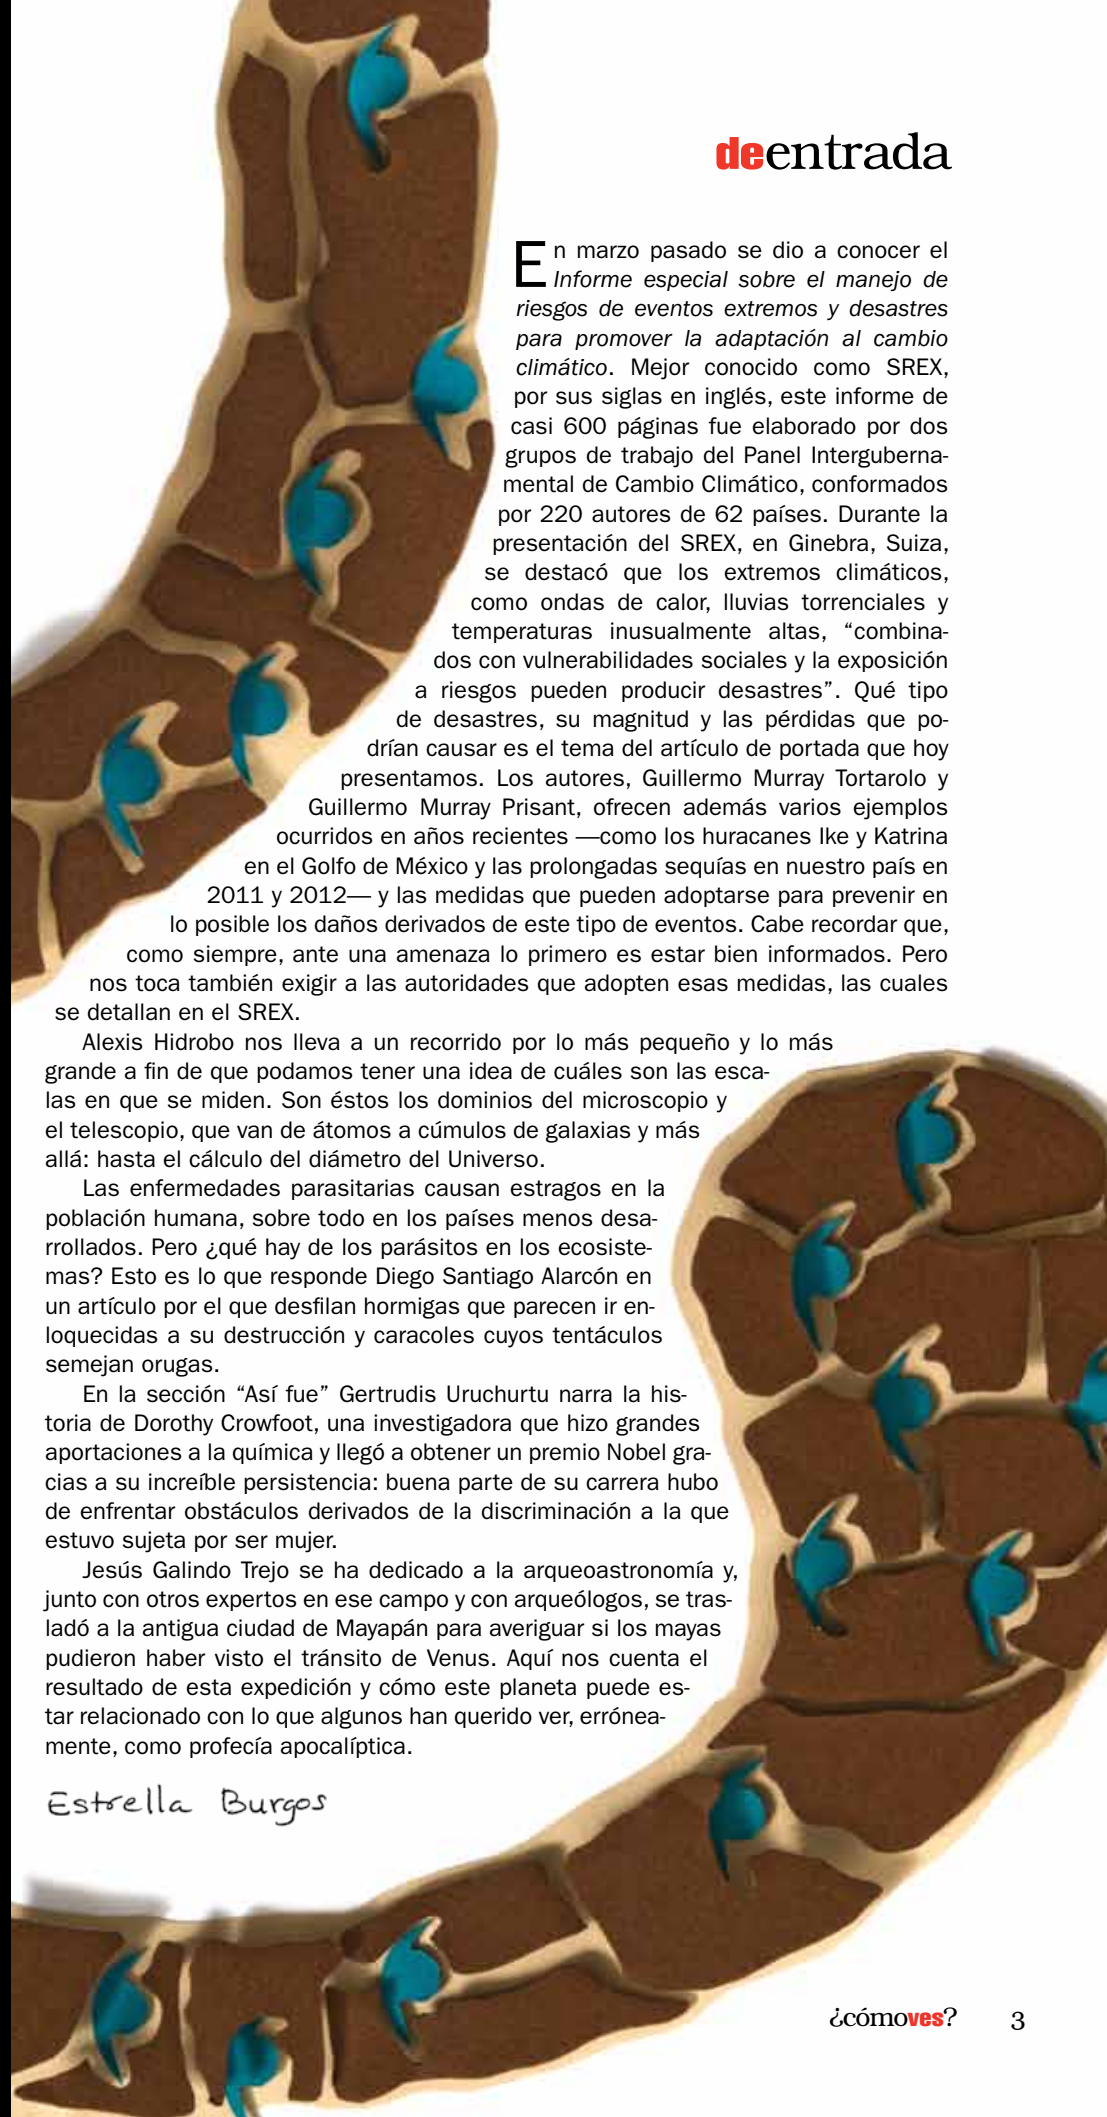 deentrada
En marzo pasado se dio a conocer el
Informe especial sobre el manejo de
riesgos de eventos extremos y desastres
para promover la adaptación al cambio
climático. Mejor conocido como SREX,
por sus siglas en inglés, este informe de
casi 600 páginas fue elaborado por dos
grupos de trabajo del Panel Interguberna-
mental de Cambio Climático, conformados
por 220 autores de 62 países. Durante la
presentación del SREX, en Ginebra, Suiza,
se destacó que los extremos climáticos,
como ondas de calor, lluvias torrenciales y
temperaturas inusualmente altas, “combina-
dos con vulnerabilidades sociales y la exposición
a riesgos pueden producir desastres”. Qué tipo
de desastres, su magnitud y las pérdidas que po-
drían causar es el tema del artículo de portada que hoy
presentamos. Los autores, Guillermo Murray Tortarolo y
Guillermo Murray Prisant, ofrecen además varios ejemplos
ocurridos en años recientes —como los huracanes Ike y Katrina
en el Golfo de México y las prolongadas sequías en nuestro país en
2011 y 2012— y las medidas que pueden adoptarse para prevenir en
lo posible los daños derivados de este tipo de eventos. Cabe recordar que,
como siempre, ante una amenaza lo primero es estar bien informados. Pero
nos toca también exigir a las autoridades que adopten esas medidas, las cuales
se detallan en el SREX.
Alexis Hidrobo nos lleva a un recorrido por lo más pequeño y lo más
grande a fin de que podamos tener una idea de cuáles son las esca-
las en que se miden. Son éstos los dominios del microscopio y
el telescopio, que van de átomos a cúmulos de galaxias y más
allá: hasta el cálculo del diámetro del Universo.
Las enfermedades parasitarias causan estragos en la
población humana, sobre todo en los países menos desa-
rrollados. Pero ¿qué hay de los parásitos en los ecosiste-
mas? Esto es lo que responde Diego Santiago Alarcón en
un artículo por el que desfilan hormigas que parecen ir en-
loquecidas a su destrucción y caracoles cuyos tentáculos
semejan orugas.
En la sección “Así fue” Gertrudis Uruchurtu narra la his-
toria de Dorothy Crowfoot, una investigadora que hizo grandes
aportaciones a la química y llegó a obtener un premio Nobel gra-
cias a su increíble persistencia: buena parte de su carrera hubo
de enfrentar obstáculos derivados de la discriminación a la que
estuvo sujeta por ser mujer.
Jesús Galindo Trejo se ha dedicado a la arqueoastronomía y,
junto con otros expertos en ese campo y con arqueólogos, se tras-
ladó a la antigua ciudad de Mayapán para averiguar si los mayas
pudieron haber visto el tránsito de Venus. Aquí nos cuenta el
resultado de esta expedición y cómo este planeta puede es-
tar relacionado con lo que algunos han querido ver, errónea-
mente, como profecía apocalíptica.
Estrella Burgos
¿cómoves? 3